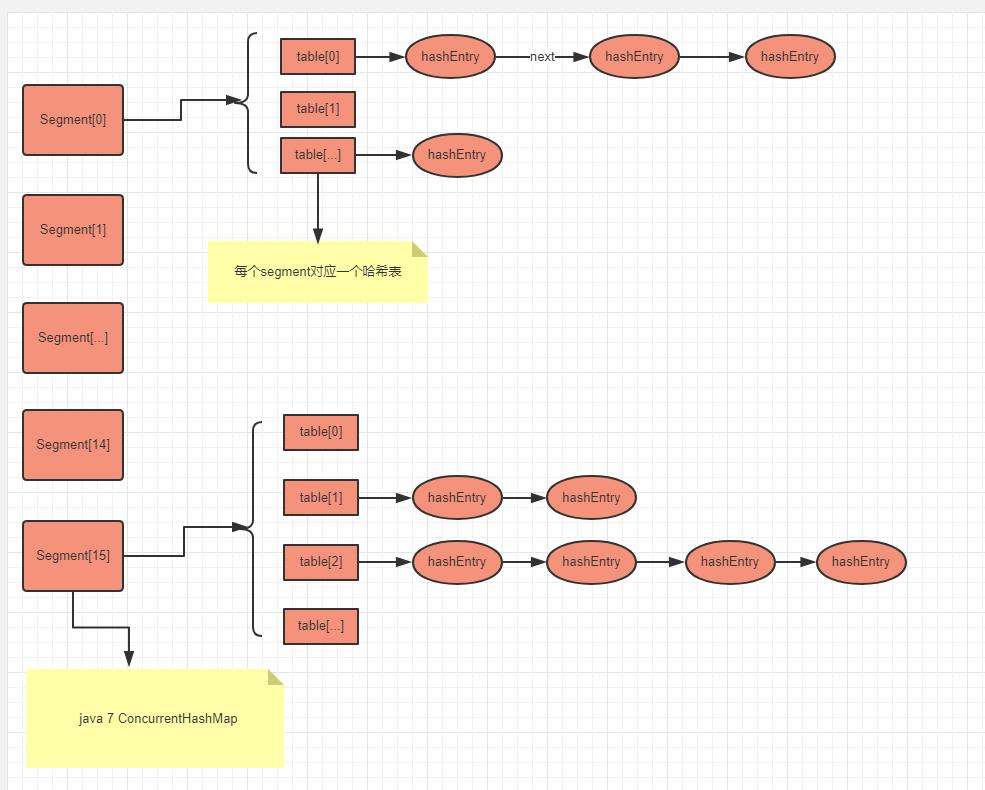 table[0]
hashEntry
next
hashEntry
hashEntry
Segment[0]
table[1]
table[...]
hashEntry
Segment[1]
每个segment对应一个哈希表
Segment[...]
Segment[14]
table[0]
table[1]
hashEntry
hashEntry
Segment[15]
table[2]
hashEntry
hashEntry
hashEntry
hashEntry
table[...]
java 7 ConcurrentHashMap